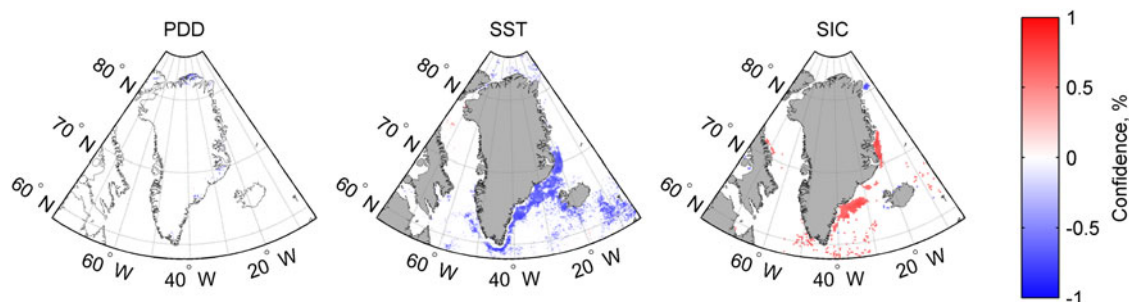 PDD
SST
SIC
80 ° N
70 ° N
60 ° N
60 ° W
40 ° W
20 ° W
80 ° N
70 ° N
60 ° N
60 ° W
40 ° W
20 ° W
80 ° N
70 ° N
60 ° N
60 ° W
40 ° W
20 ° W
1
0.5
0
-0.5
-1
Confidence, %